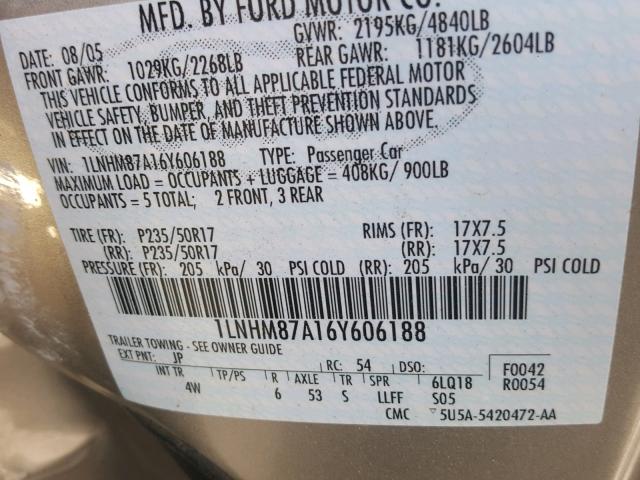 MFD. BY FORD MOTOR CO.
DATE: 08/05 GVWR: 2195KG/4840LB
FRONT GAWR: 1029KG/2268LB REAR GAWR: 1181KG/2604LB
THIS VEHICLE CONFORMS TO ALL APPLICABLE FEDERAL MOTOR
VEHICLE SAFETY, BUMPER, AND THEFT PREVENTION STANDARDS
IN EFFECT ON THE DATE OF MANUFACTURE SHOWN ABOVE.
VIN: 1LNHM87A16Y606188 TYPE: Passenger Car
MAXIMUM LOAD = OCCUPANTS + LUGGAGE = 408KG/ 900LB
OCCUPANTS = 5 TOTAL; 2 FRONT, 3 REAR
TIRE (FR): P235/50R17 RIMS (FR): 17X7.5
(RR): P235/50R17 (RR): 17X7.5
PRESSURE (FR): 205 kPa/ 30 PSI COLD (RR): 205 kPa/ 30 PSI COLD
1LNHM87A16Y606188
TRAILER TOWING - SEE OWNER GUIDE
EXT PNT: JP RC: 54 DSO: F0042
INT TR TP/PS R AXLE TR SPR 6LQ18 R0054
4W 6 53 S LLFF S05
CMC 5U5A-5420472-AA